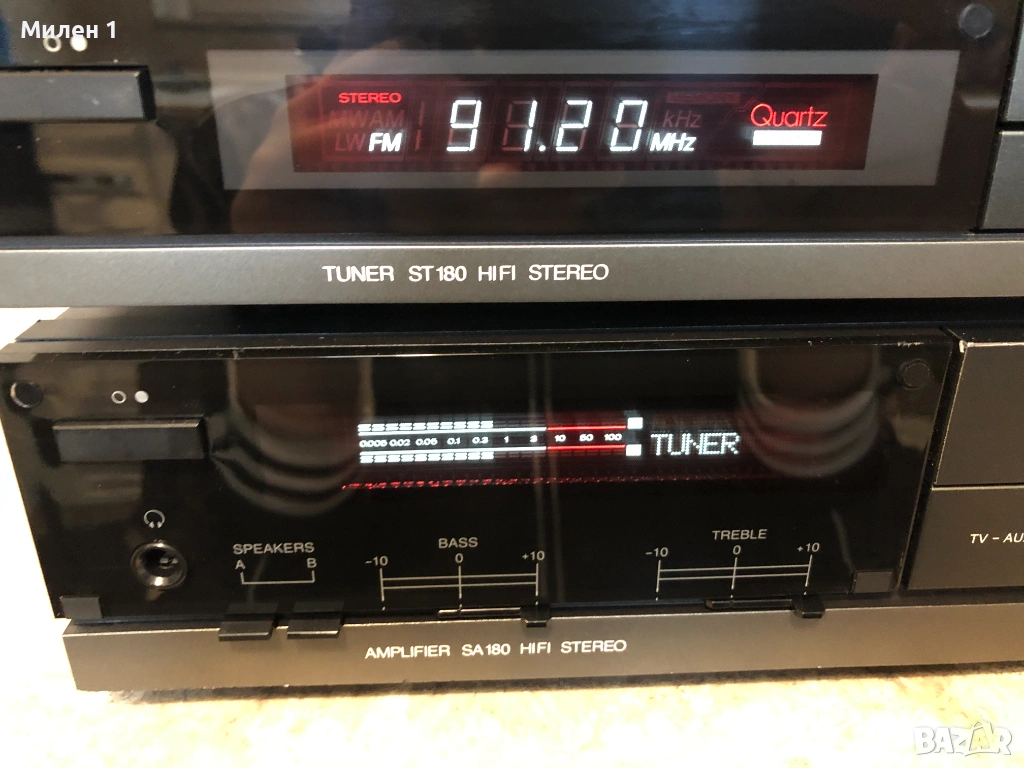 Милен 1
STEREO
MW AM
kHz
LW FM 91.20 MHz
Quartz
TUNER ST180 HIFI STEREO
0.005 0.02 0.05 0.1 0.3 1 3 10 50 100
TUNER
SPEAKERS
A B
BASS
-10 0 +10
TREBLE
-10 0 +10
TV - AU
AMPLIFIER SA180 HIFI STEREO
BAZAR